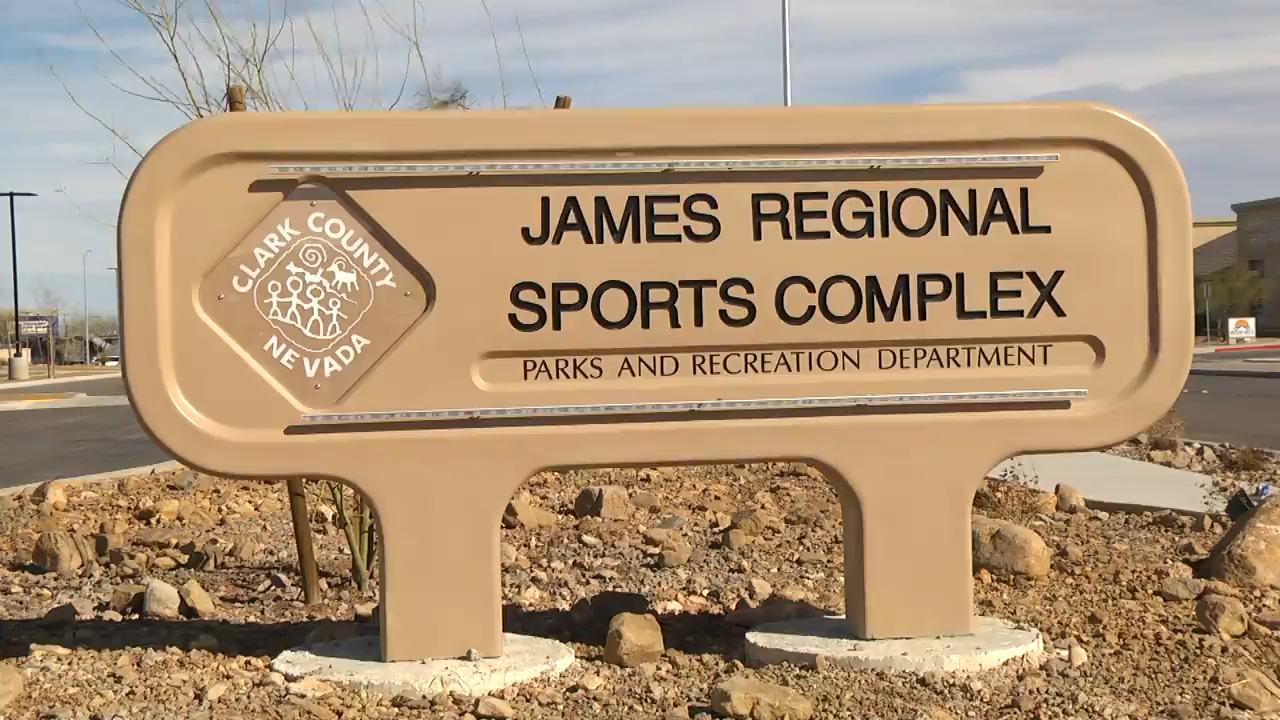 CLARK COUNTY
NEVADA
JAMES REGIONAL
SPORTS COMPLEX
PARKS AND RECREATION DEPARTMENT